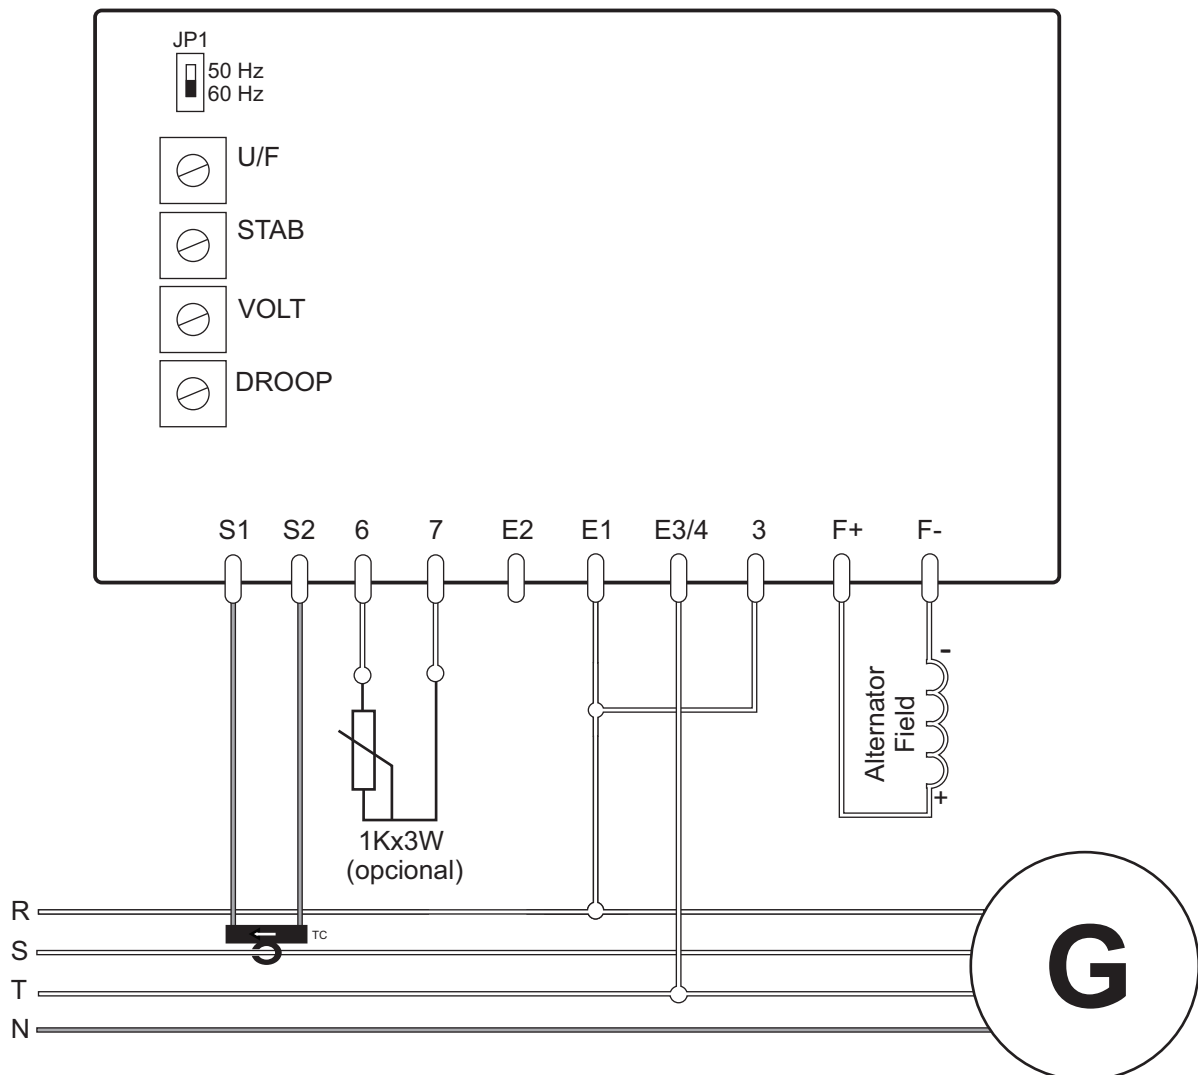 JP1
50 Hz
60 Hz
U/F
STAB
VOLT
DROOP
S1 S2 6 7 E2 E1 E3/4 3 F+ F-
-
Alternator
Field
+
1Kx3W
(opcional)
R
TC
S
T
N
G